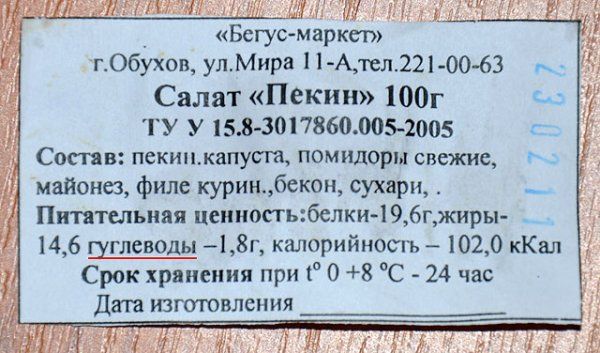 «Бегус-маркет»
г.Обухов, ул.Мира 11-А,тел.221-00-63
Салат «Пекин» 100г
ТУ У 15.8-3017860.005-2005
Состав: пекин.капуста, помидоры свежие,
майонез, филе курин.,бекон, сухари, .
Питательная ценность:белки-19,6г,жиры-
14,6 гуглеводы –1,8г, калорийность – 102,0 кКал
Срок хранения при t° 0 +8 °C - 24 час
Дата изготовления
230211